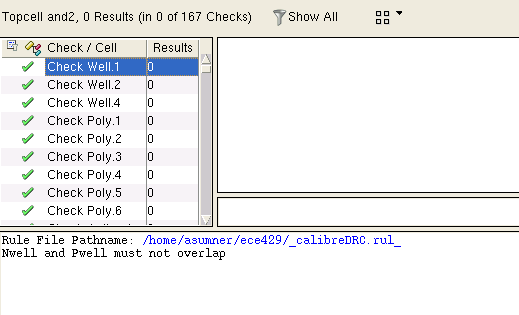 Topcell and2, 0 Results (in 0 of 167 Checks) Show All
Check / Cell Results
Check Well.1 0
Check Well.2 0
Check Well.4 0
Check Poly.1 0
Check Poly.2 0
Check Poly.3 0
Check Poly.4 0
Check Poly.5 0
Check Poly.6 0
Rule File Pathname: /home/asumner/ece429/_calibreDRC.rul_
Nwell and Pwell must not overlap